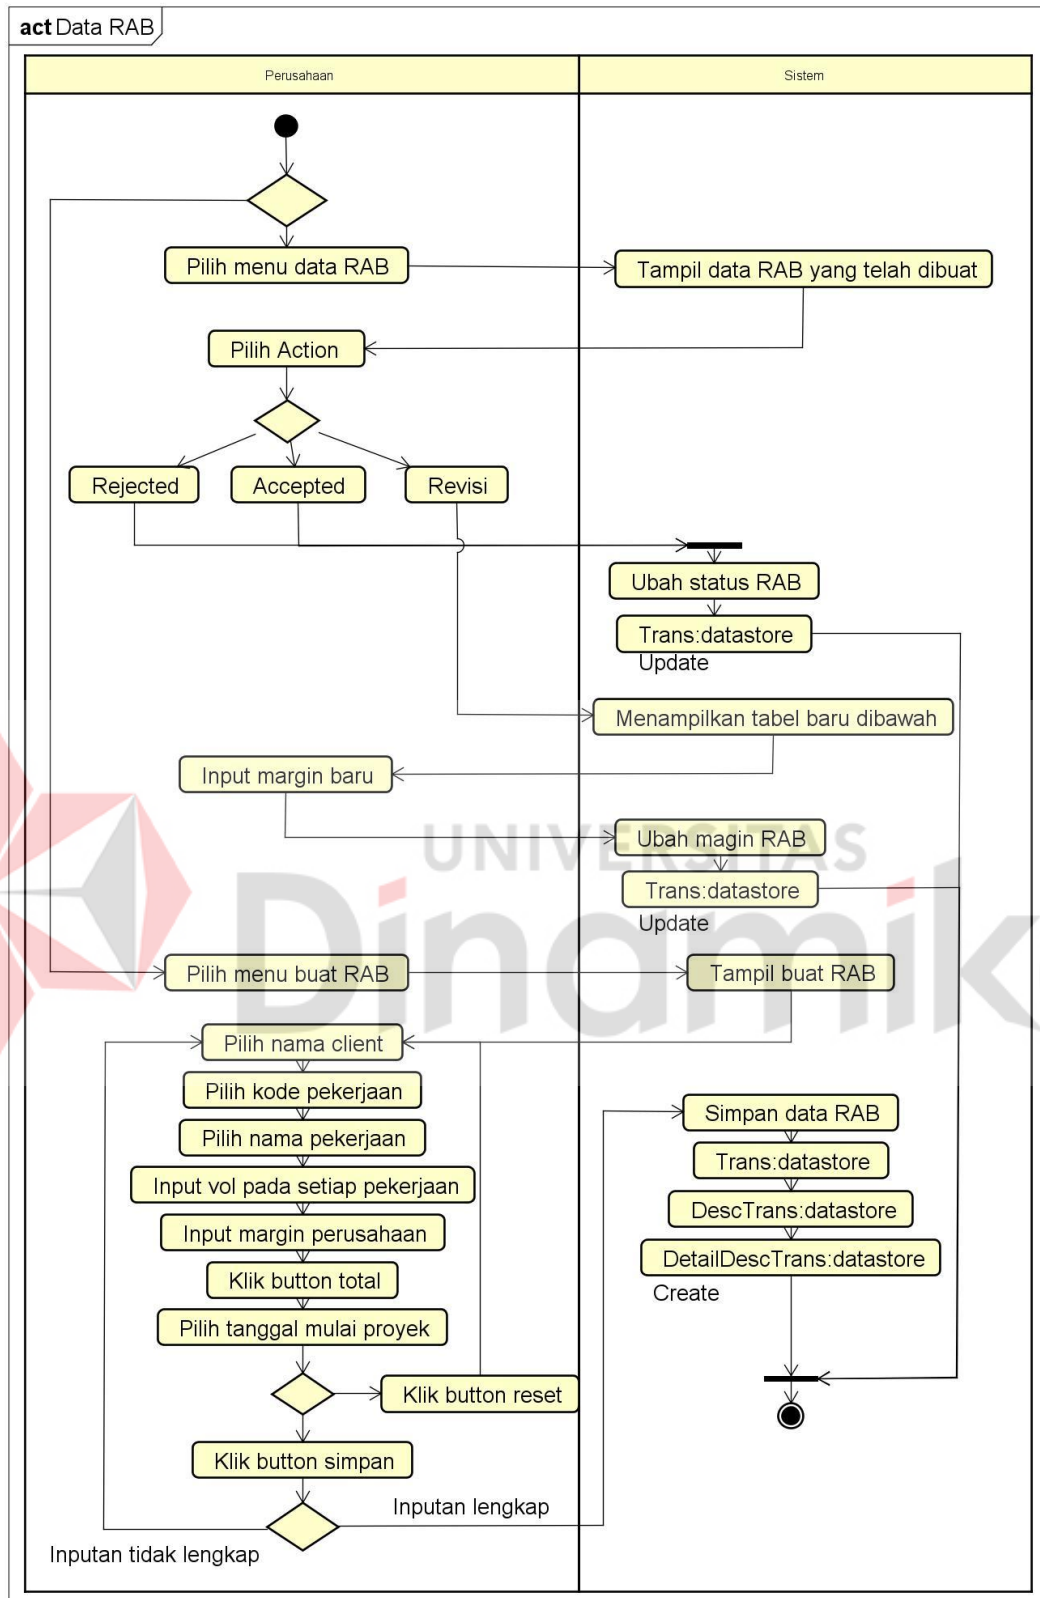 act Data RAB
Perusahaan
Sistem
Pilih menu data RAB
Tampil data RAB yang telah dibuat
Pilih Action
Rejected
Accepted
Revisi
Ubah status RAB
Trans:datastore
Update
Menampilkan tabel baru dibawah
Input margin baru
UNIVERSITAS
Dinamik
Ubah magin RAB
Trans:datastore
Update
Pilih menu buat RAB
Tampil buat RAB
Pilih nama client
Pilih kode pekerjaan
Simpan data RAB
Pilih nama pekerjaan
Trans:datastore
Input vol pada setiap pekerjaan
DescTrans:datastore
Input margin perusahaan
DetailDescTrans:datastore
Klik button total
Create
Pilih tanggal mulai proyek
Klik button reset
Klik button simpan
Inputan lengkap
Inputan tidak lengkap